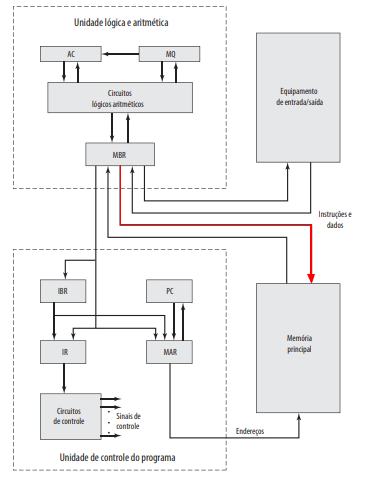 Unidade lógica e aritmética
AC
MQ
Circuitos
lógicos aritméticos
MBR
Equipamento
de entrada/saída
Instruções e
dados
IBR
PC
IR
MAR
Memória
principal
Circuitos
de controle
Sinais de
controle
Endereços
Unidade de controle do programa